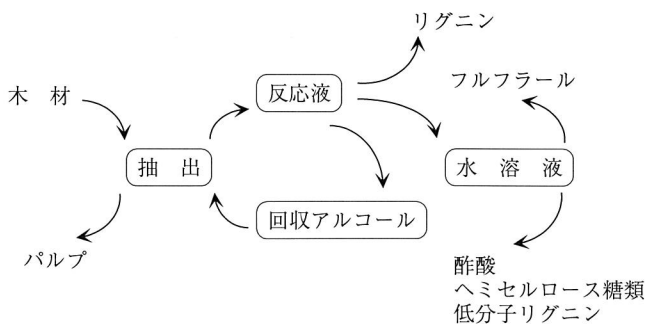 リグニン
フルフラール
木 材
反応液
抽 出
水 溶 液
回収アルコール
パルプ
酢酸
ヘミセルロース糖類
低分子リグニン